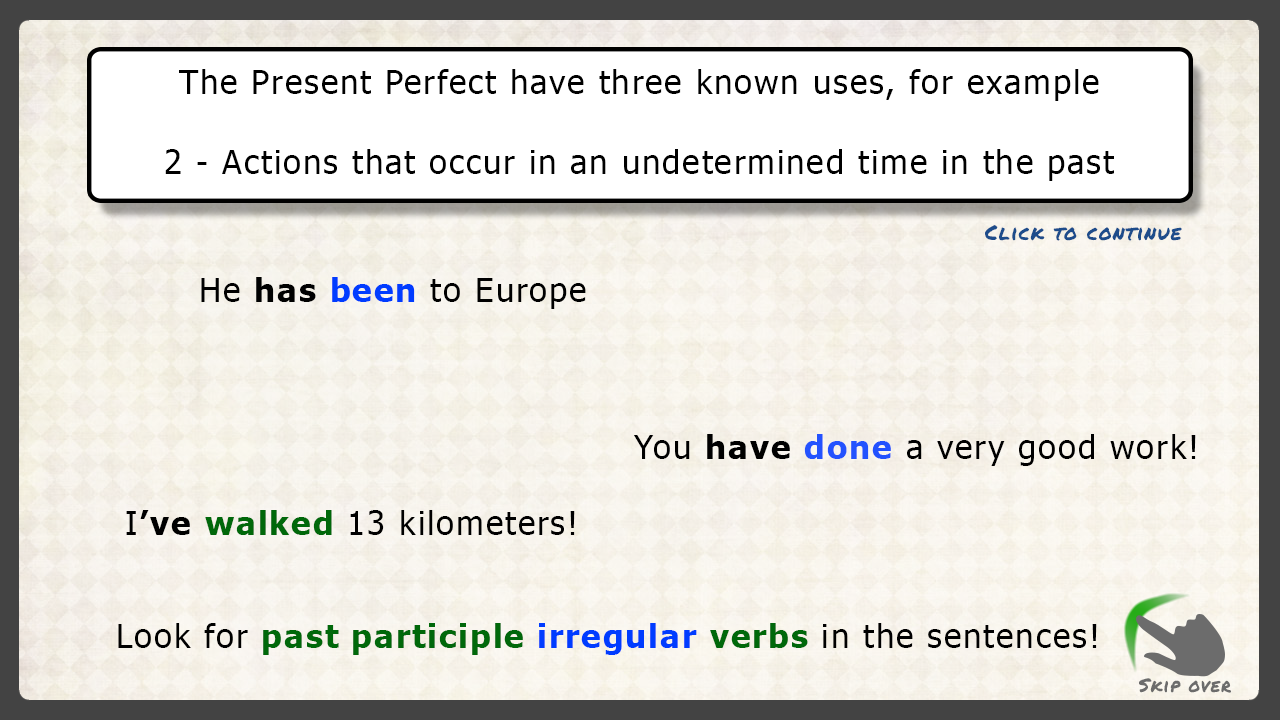 The Present Perfect have three known uses, for example
2 - Actions that occur in an undetermined time in the past
Click to continue
He has been to Europe
You have done a very good work!
I’ve walked 13 kilometers!
Look for past participle irregular verbs in the sentences!
Skip over